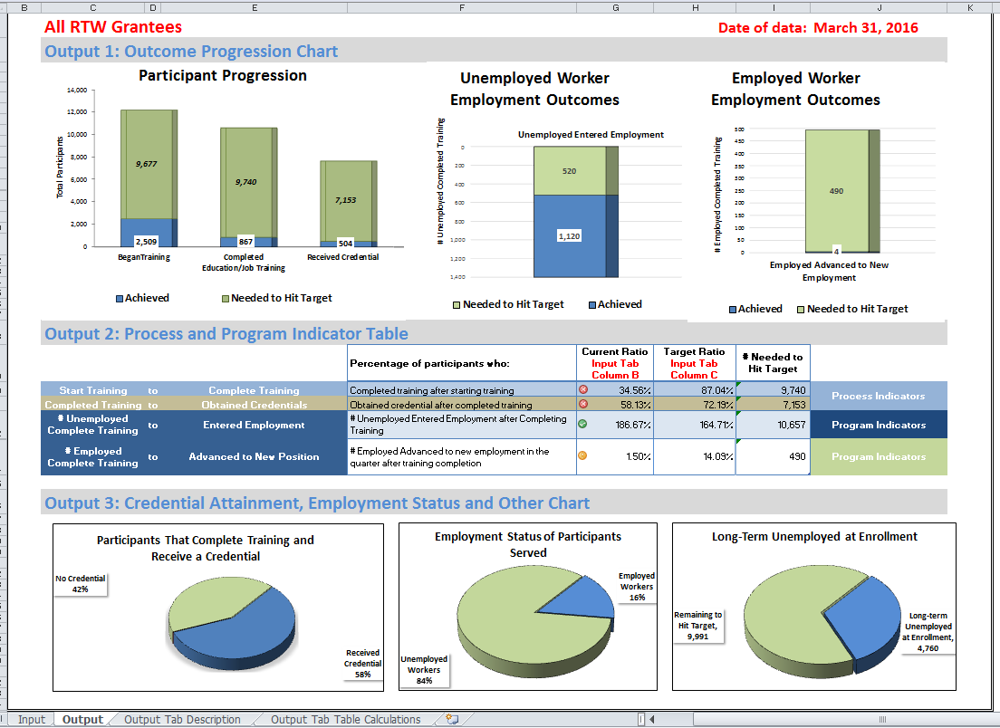 B C D E F G H I J K
All RTW Grantees
Date of data: March 31, 2016
Output 1: Outcome Progression Chart
Participant Progression
Total Participants
14,000
12,000
10,000
8,000
6,000
4,000
2,000
0
9,677
2,509
9,740
867
7,153
504
BeganTraining
Completed
Education/Job Training
Received Credential
Achieved
Needed to Hit Target
Unemployed Worker
Employment Outcomes
Unemployed Entered Employment
# Unemployed Completed Training
0
200
400
600
800
1,000
1,200
1,400
520
1,120
Needed to Hit Target
Achieved
Employed Worker
Employment Outcomes
# Employed Completed Training
500
450
400
350
300
250
200
150
100
50
0
490
4
Employed Advanced to New
Employment
Achieved
Needed to Hit Target
Output 2: Process and Program Indicator Table
Percentage of participants who:
Current Ratio
Input Tab
Column B
Target Ratio
Input Tab
Column C
# Needed to
Hit Target
Start Training to Complete Training
Completed training after starting training
34.56% 87.04% 9,740
Process Indicators
Completed Training to Obtained Credentials
Obtained credential after completed training
58.13% 72.19% 7,153
# Unemployed
Complete Training
to
Entered Employment
# Unemployed Entered Employment after Completing
Training
186.67% 164.71% 10,657
Program Indicators
# Employed
Complete Training
to
Advanced to New Position
# Employed Advanced to new employment in the
quarter after training completion
1.50% 14.09% 490
Program Indicators
Output 3: Credential Attainment, Employment Status and Other Chart
Participants That Complete Training and
Receive a Credential
No Credential
42%
Received
Credential
58%
Employment Status of Participants
Served
Employed
Workers
16%
Unemployed
Workers
84%
Long-Term Unemployed at Enrollment
Remaining to
Hit Target,
9,991
Long-term
Unemployed
at Enrollment,
4,760
Input Output Output Tab Description Output Tab Table Calculations